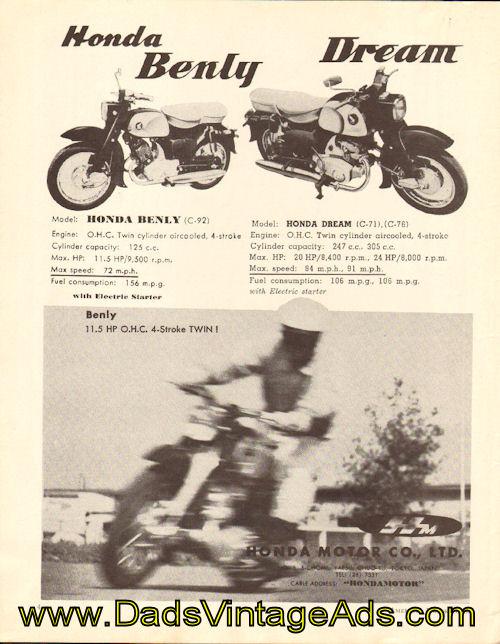 Honda
Benly
Dream
Model: HONDA BENLY (C-92)
Engine: O.H.C. Twin cylinder aircooled, 4-stroke
Cylinder capacity: 125 c.c.
Max. HP: 11.5 HP/9,500 r.p.m.
Max speed: 72 m.p.h.
Fuel consumption: 156 m.p.g.
with Electric Starter
Model: HONDA DREAM (C-71), (C-76)
Engine: O.H.C. Twin cylinder aircooled, 4-stroke
Cylinder capacity: 247 c.c. 305 c.c.
Max. HP: 20 HP/8,400 r.p.m., 24 HP/8,000 r.p.m.
Max. speed: 84 m.p.h., 91 m.p.h.
Fuel consumption: 106 m.p.g., 106 m.p.g.
with Electric starter
Benly
11.5 HP O.H.C. 4-Stroke TWIN !
HONDA MOTOR CO., LTD.
TOKYO, JAPAN
CABLE ADDRESS: "HONDAMOTOR"
www.DadsVintageAds.com